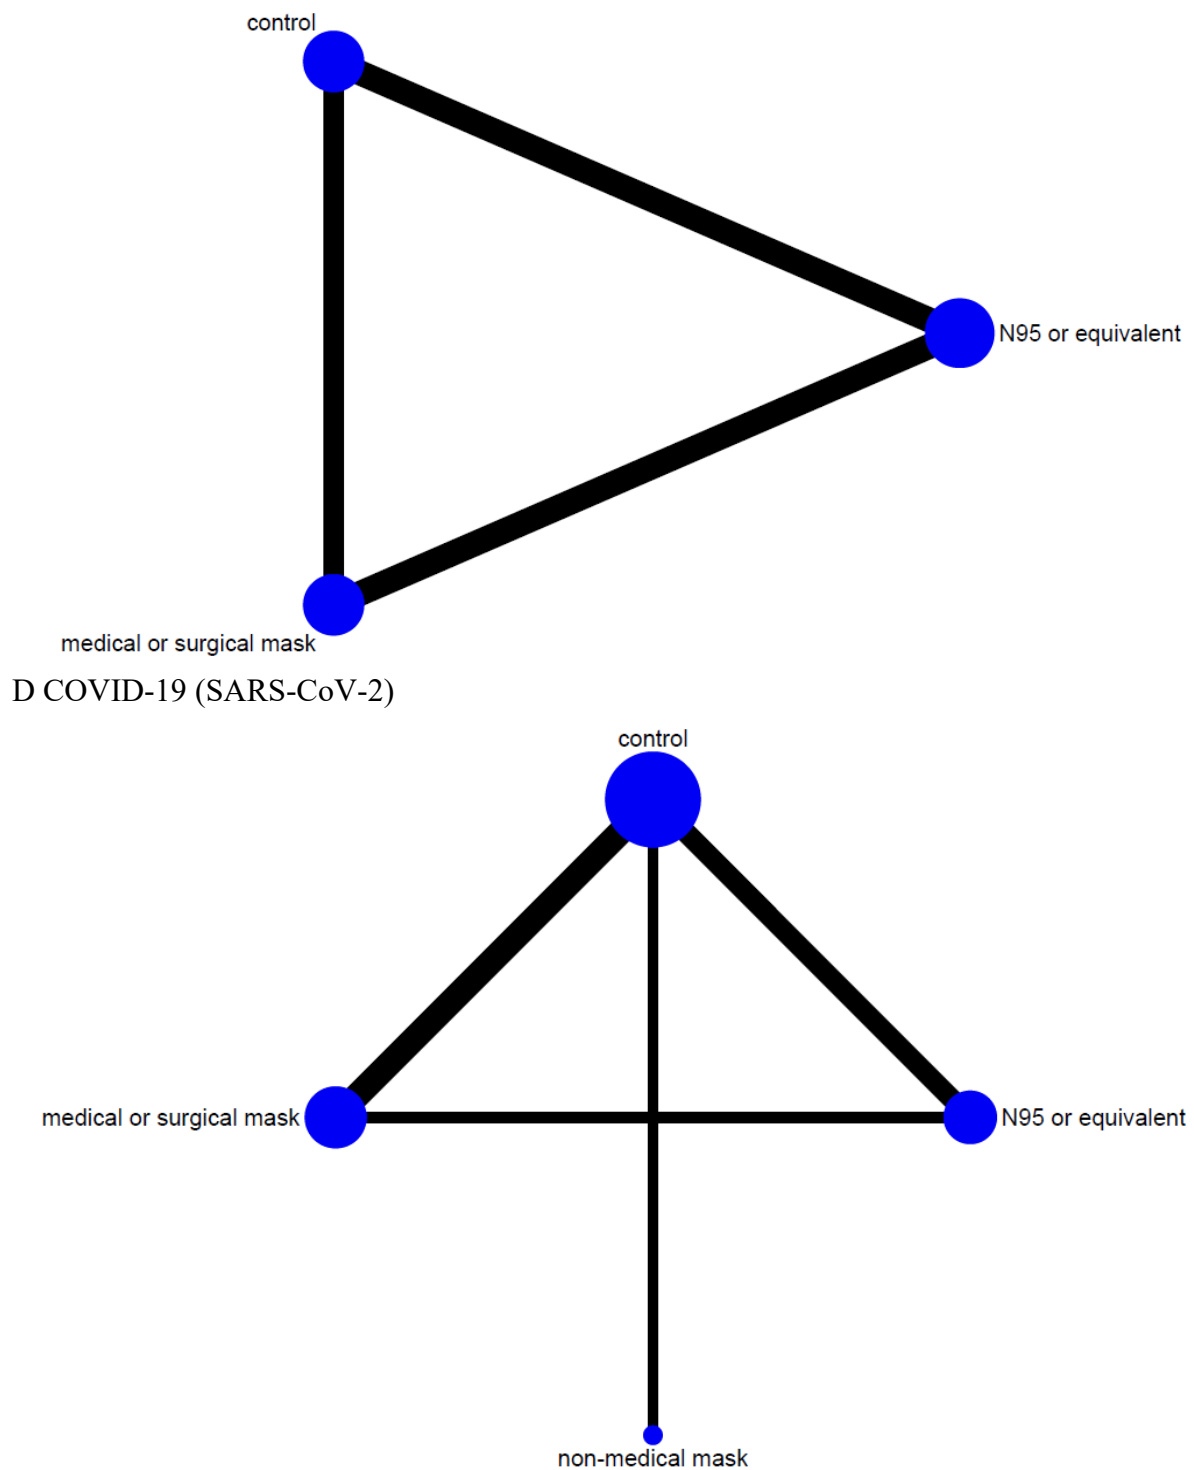 control
N95 or equivalent
medical or surgical mask
D COVID-19 (SARS-CoV-2)
control
medical or surgical mask
N95 or equivalent
non-medical mask